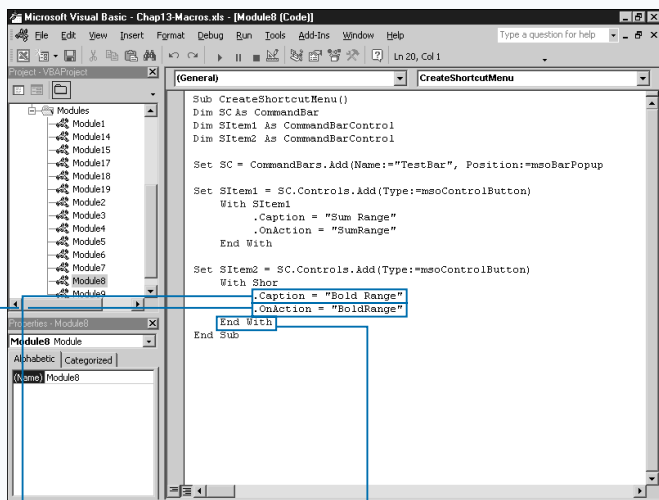 Microsoft Visual Basic - Chap13-Macros.xls - [Module8 (Code)]
File Edit View Insert Format Debug Run Tools Add-Ins Window Help Type a question for help
Ln 20, Col 1
Project - VBAProject
(General) CreateShortcutMenu
Modules
Module1
Module14
Module15
Module17
Module18
Module19
Module2
Module3
Module4
Module5
Module6
Module7
Module8
Module9
Properties - Module8
Module8 Module
Alphabetic Categorized
(Name) Module8
Sub CreateShortcutMenu()
Dim SC As CommandBar
Dim SItem1 As CommandBarControl
Dim SItem2 As CommandBarControl
Set SC = CommandBars.Add(Name:="TestBar", Position:=msoBarPopup
Set SItem1 = SC.Controls.Add(Type:=msoControlButton)
With SItem1
.Caption = "Sum Range"
.OnAction = "SumRange"
End With
Set SItem2 = SC.Controls.Add(Type:=msoControlButton)
With Shor
.Caption = "Bold Range"
.OnAction = "BoldRange"
End With
End Sub